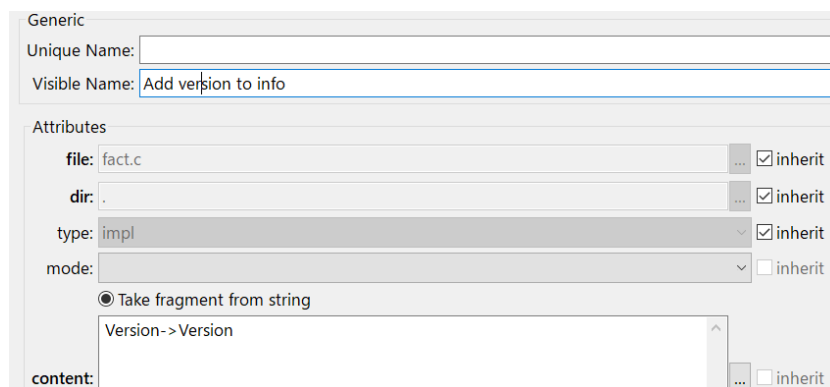 Generic
Unique Name:
Visible Name: Add version to info
Attributes
file: fact.c ... inherit
dir: . ... inherit
type: impl inherit
mode: inherit
Take fragment from string
Version->Version
content: ... inherit